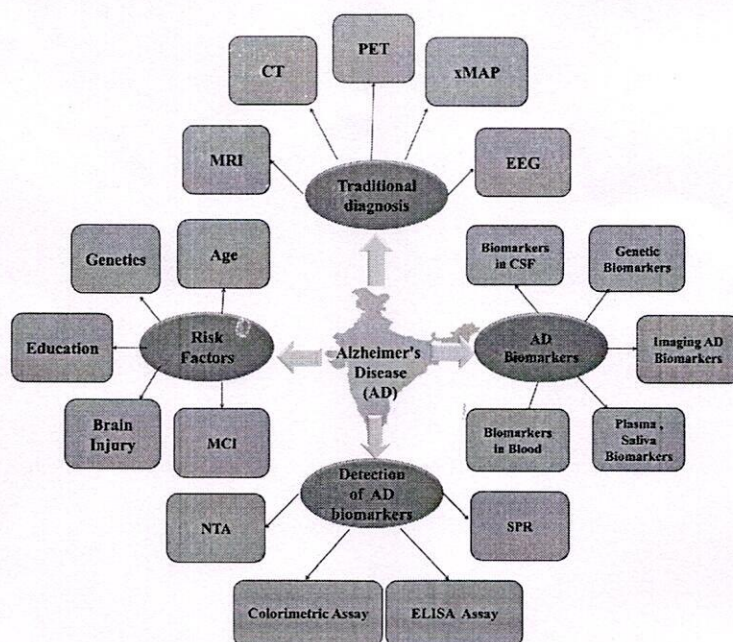 PET
CT
xMAP
MRI
EEG
Traditional
diagnosis
Age
Genetics
Risk
Factors
Education
Brain
Injury
MCI
Alzheimer's
Disease
(AD)
Biomarkers
in CSF
Genetic
Biomarkers
AD
Biomarkers
Imaging AD
Biomarkers
Biomarkers
in Blood
Plasma ,
Saliva
Biomarkers
Detection
of AD
biomarkers
NTA
SPR
Colorimetric Assay
ELISA Assay